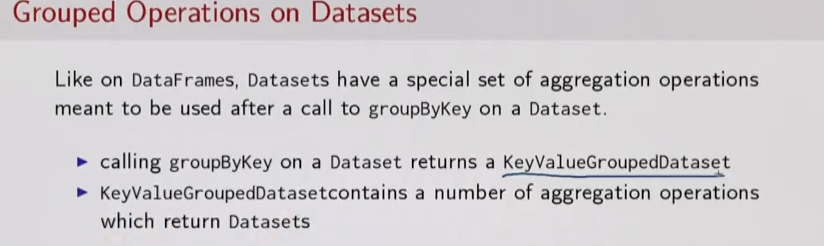 Grouped Operations on Datasets
Like on DataFrames, Datasets have a special set of aggregation operations
meant to be used after a call to groupByKey on a Dataset.
▶ calling groupByKey on a Dataset returns a KeyValueGroupedDataset
▶ KeyValueGroupedDatasetcontains a number of aggregation operations
which return Datasets